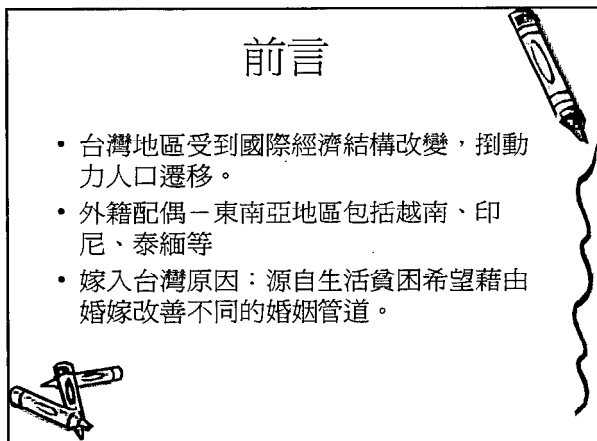 前言
• 台灣地區受到國際經濟結構改變，捯動
力人口遷移。
• 外籍配偶－東南亞地區包括越南、印
尼、泰緬等
• 嫁入台灣原因：源自生活貧困希望藉由
婚嫁改善不同的婚姻管道。